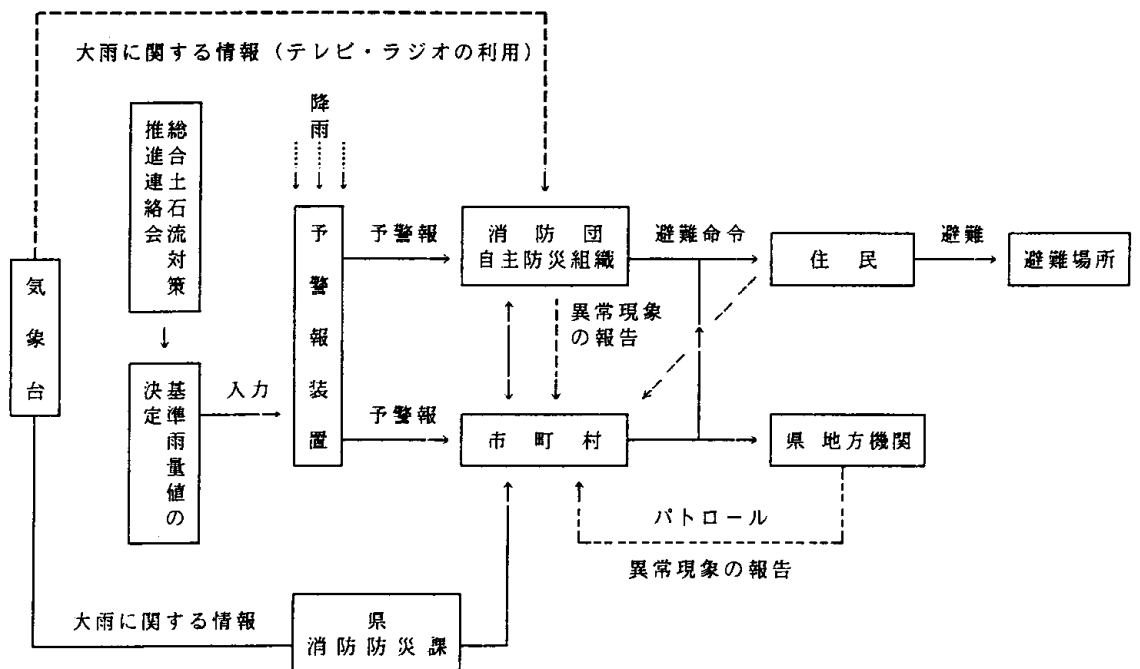 大雨に関する情報（テレビ・ラジオの利用）
降雨
総合土石流対策
推進連絡会
予警報装置
予警報
消防団
自主防災組織
避難命令
住民
避難
避難場所
気象台
異常現象
の報告
基準雨量値の
決定
入力
予警報
市町村
県 地方機関
パトロール
異常現象の報告
大雨に関する情報
県
消防防災課